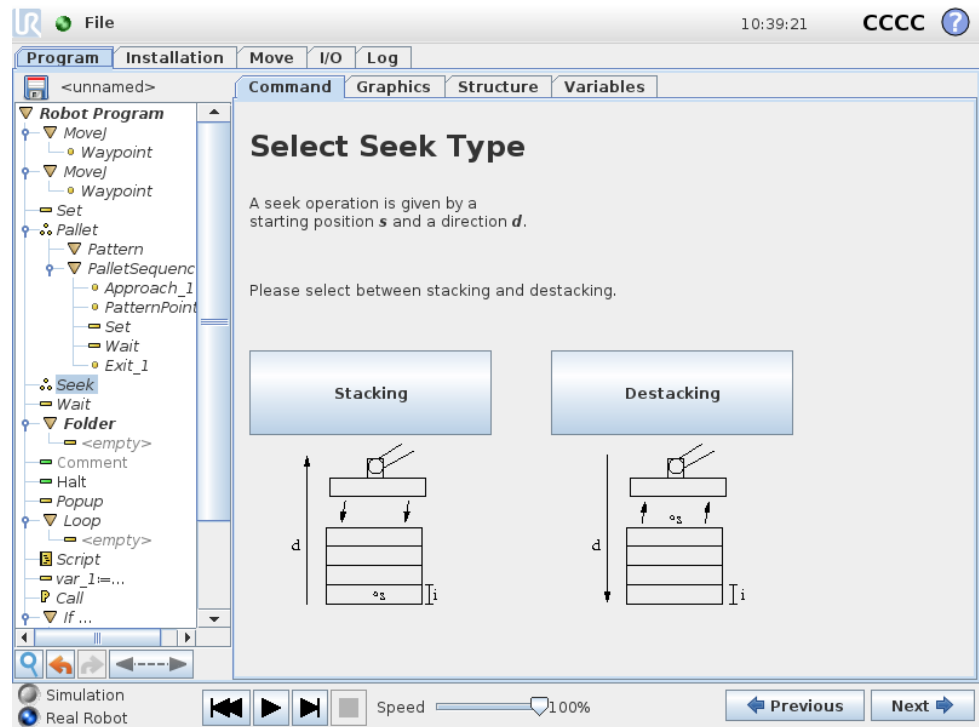 UR File 10:39:21 CCCC ?
Program Installation Move I/O Log
<unnamed> Command Graphics Structure Variables
Robot Program
MoveJ
Waypoint
MoveJ
Waypoint
Set
Pallet
Pattern
PalletSequenc
Approach_1
PatternPoint
Set
Wait
Exit_1
Seek
Wait
Folder
<empty>
Comment
Halt
Popup
Loop
<empty>
Script
var_1:=...
P Call
If ...
Select Seek Type
A seek operation is given by a
starting position s and a direction d.
Please select between stacking and destacking.
Stacking Destacking
s
d d
s i i
Simulation
Real Robot
Speed 100% Previous Next